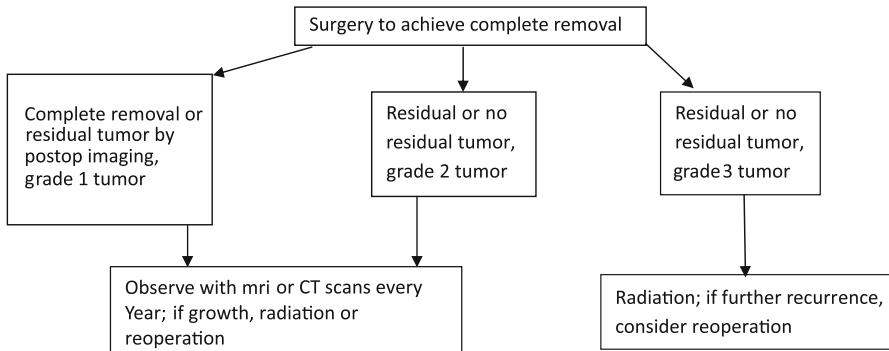 Surgery to achieve complete removal
Complete removal or
residual tumor by
postop imaging,
grade 1 tumor
Residual or no
residual tumor,
grade 2 tumor
Residual or no
residual tumor,
grade3 tumor
Observe with mri or CT scans every
Year; if growth, radiation or
reoperation
Radiation; if further recurrence,
consider reoperation